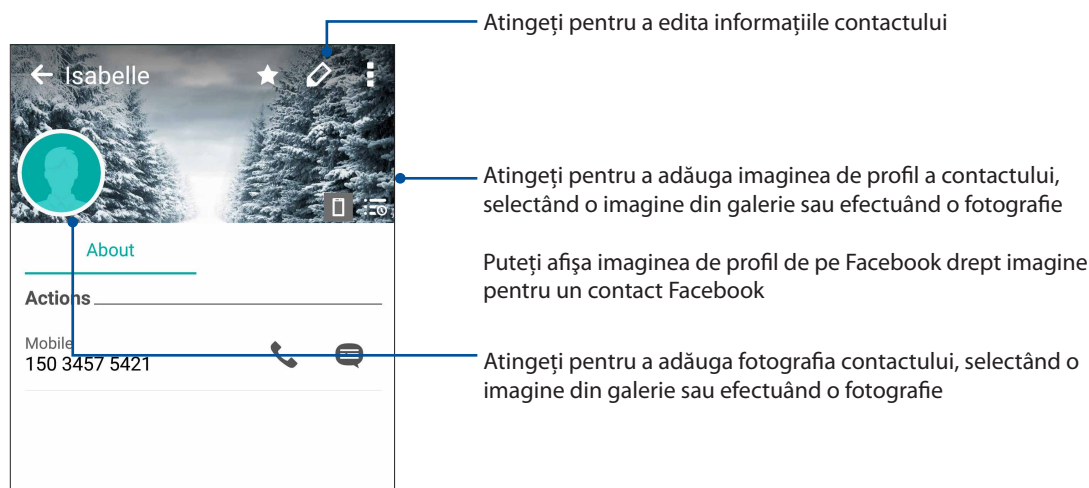 Atingeți pentru a edita informațiile contactului
Isabelle
Atingeți pentru a adăuga imaginea de profil a contactului,
selectând o imagine din galerie sau efectuând o fotografie
About
Puteți afişa imaginea de profil de pe Facebook drept imagine
pentru un contact Facebook
Actions
Mobile
150 3457 5421
Atingeți pentru a adăuga fotografia contactului, selectând o
imagine din galerie sau efectuând o fotografie